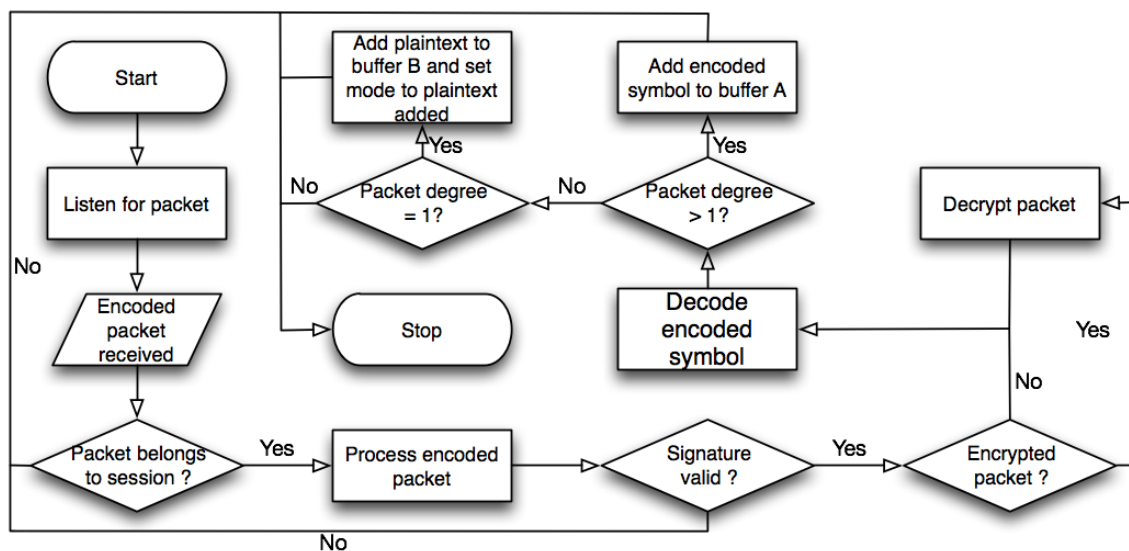 Start
Listen for packet
No
Encoded
packet
received
Packet belongs
to session ?
Yes
Process encoded
packet
Signature
valid ?
No
Yes
Encrypted
packet ?
Yes
No
Decrypt packet
Decode
encoded
symbol
Packet degree
> 1?
Yes
Add encoded
symbol to buffer A
No
Packet degree
= 1?
Yes
Add plaintext to
buffer B and set
mode to plaintext
added
No
Stop